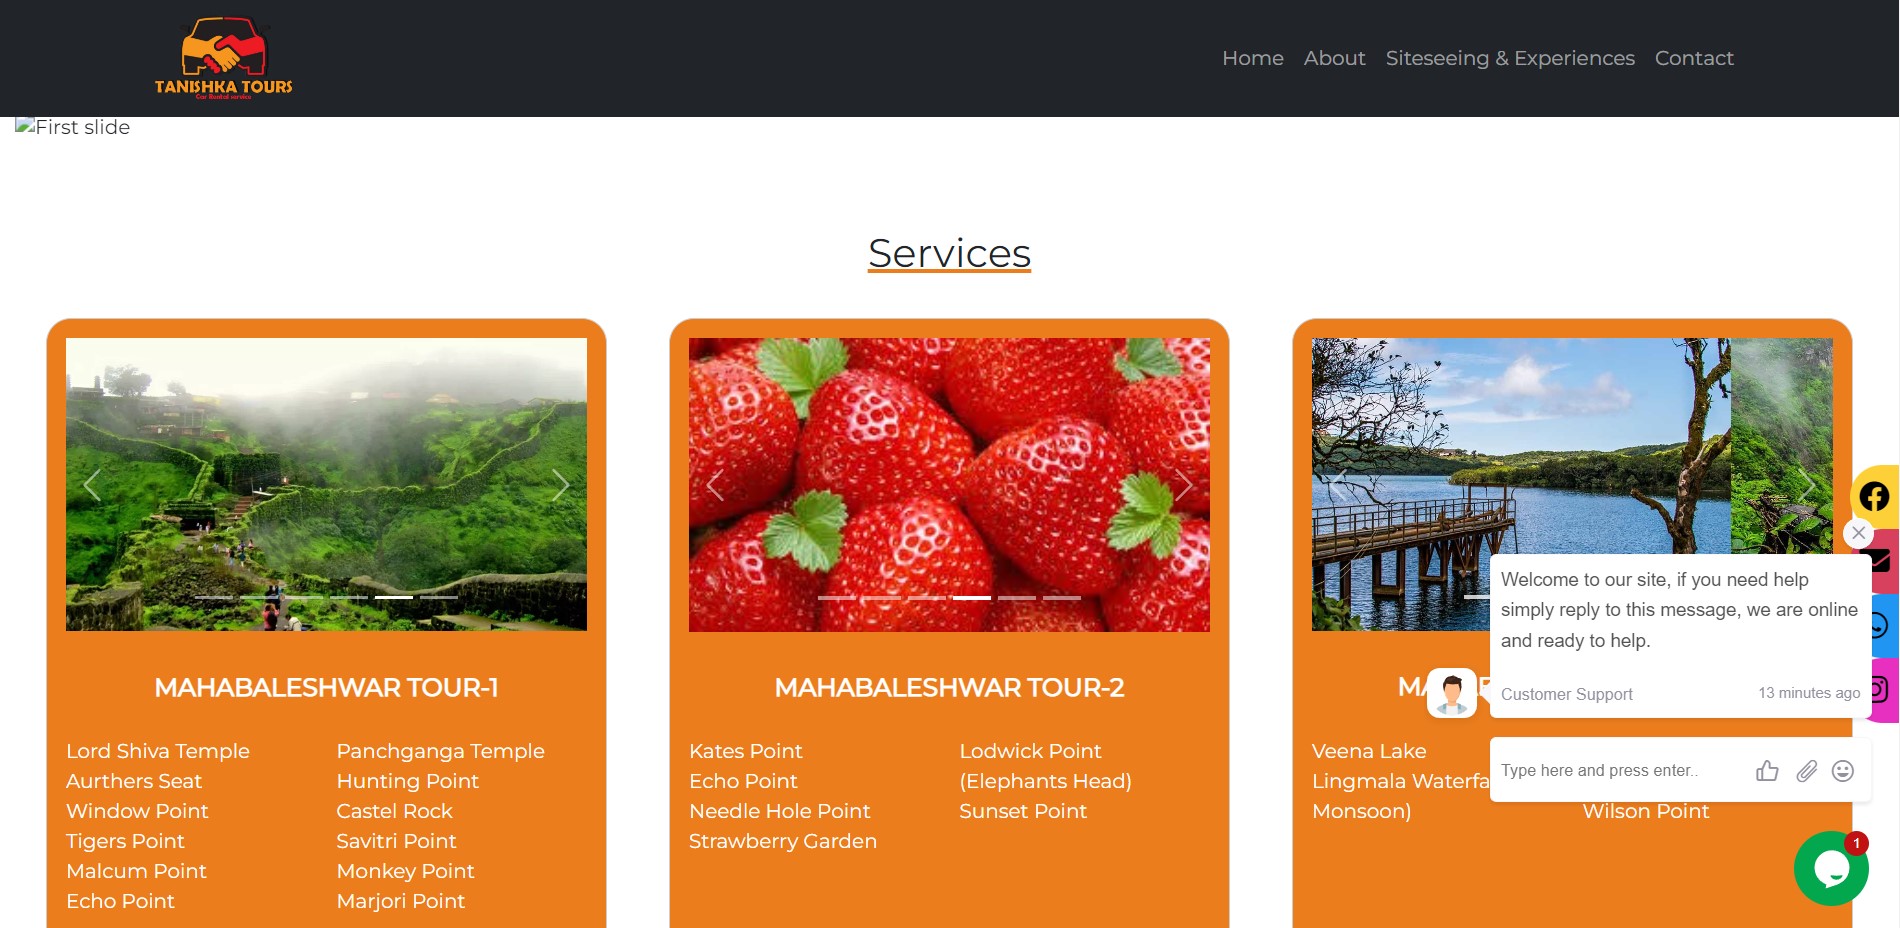 TANISHKA TOURS
Car Rental service
Home About Siteseeing & Experiences Contact
First slide
Services
MAHABALESHWAR TOUR-1
Lord Shiva Temple
Aurthers Seat
Window Point
Tigers Point
Malcum Point
Echo Point
Panchganga Temple
Hunting Point
Castel Rock
Savitri Point
Monkey Point
Marjori Point
MAHABALESHWAR TOUR-2
Kates Point
Echo Point
Needle Hole Point
Strawberry Garden
Lodwick Point
(Elephants Head)
Sunset Point
Veena Lake
Lingmala
Monsoon)
Wilson Point
Welcome to our site, if you need help
simply reply to this message, we are online
and ready to help.
Customer Support 13 minutes ago
Type here and press enter..
1